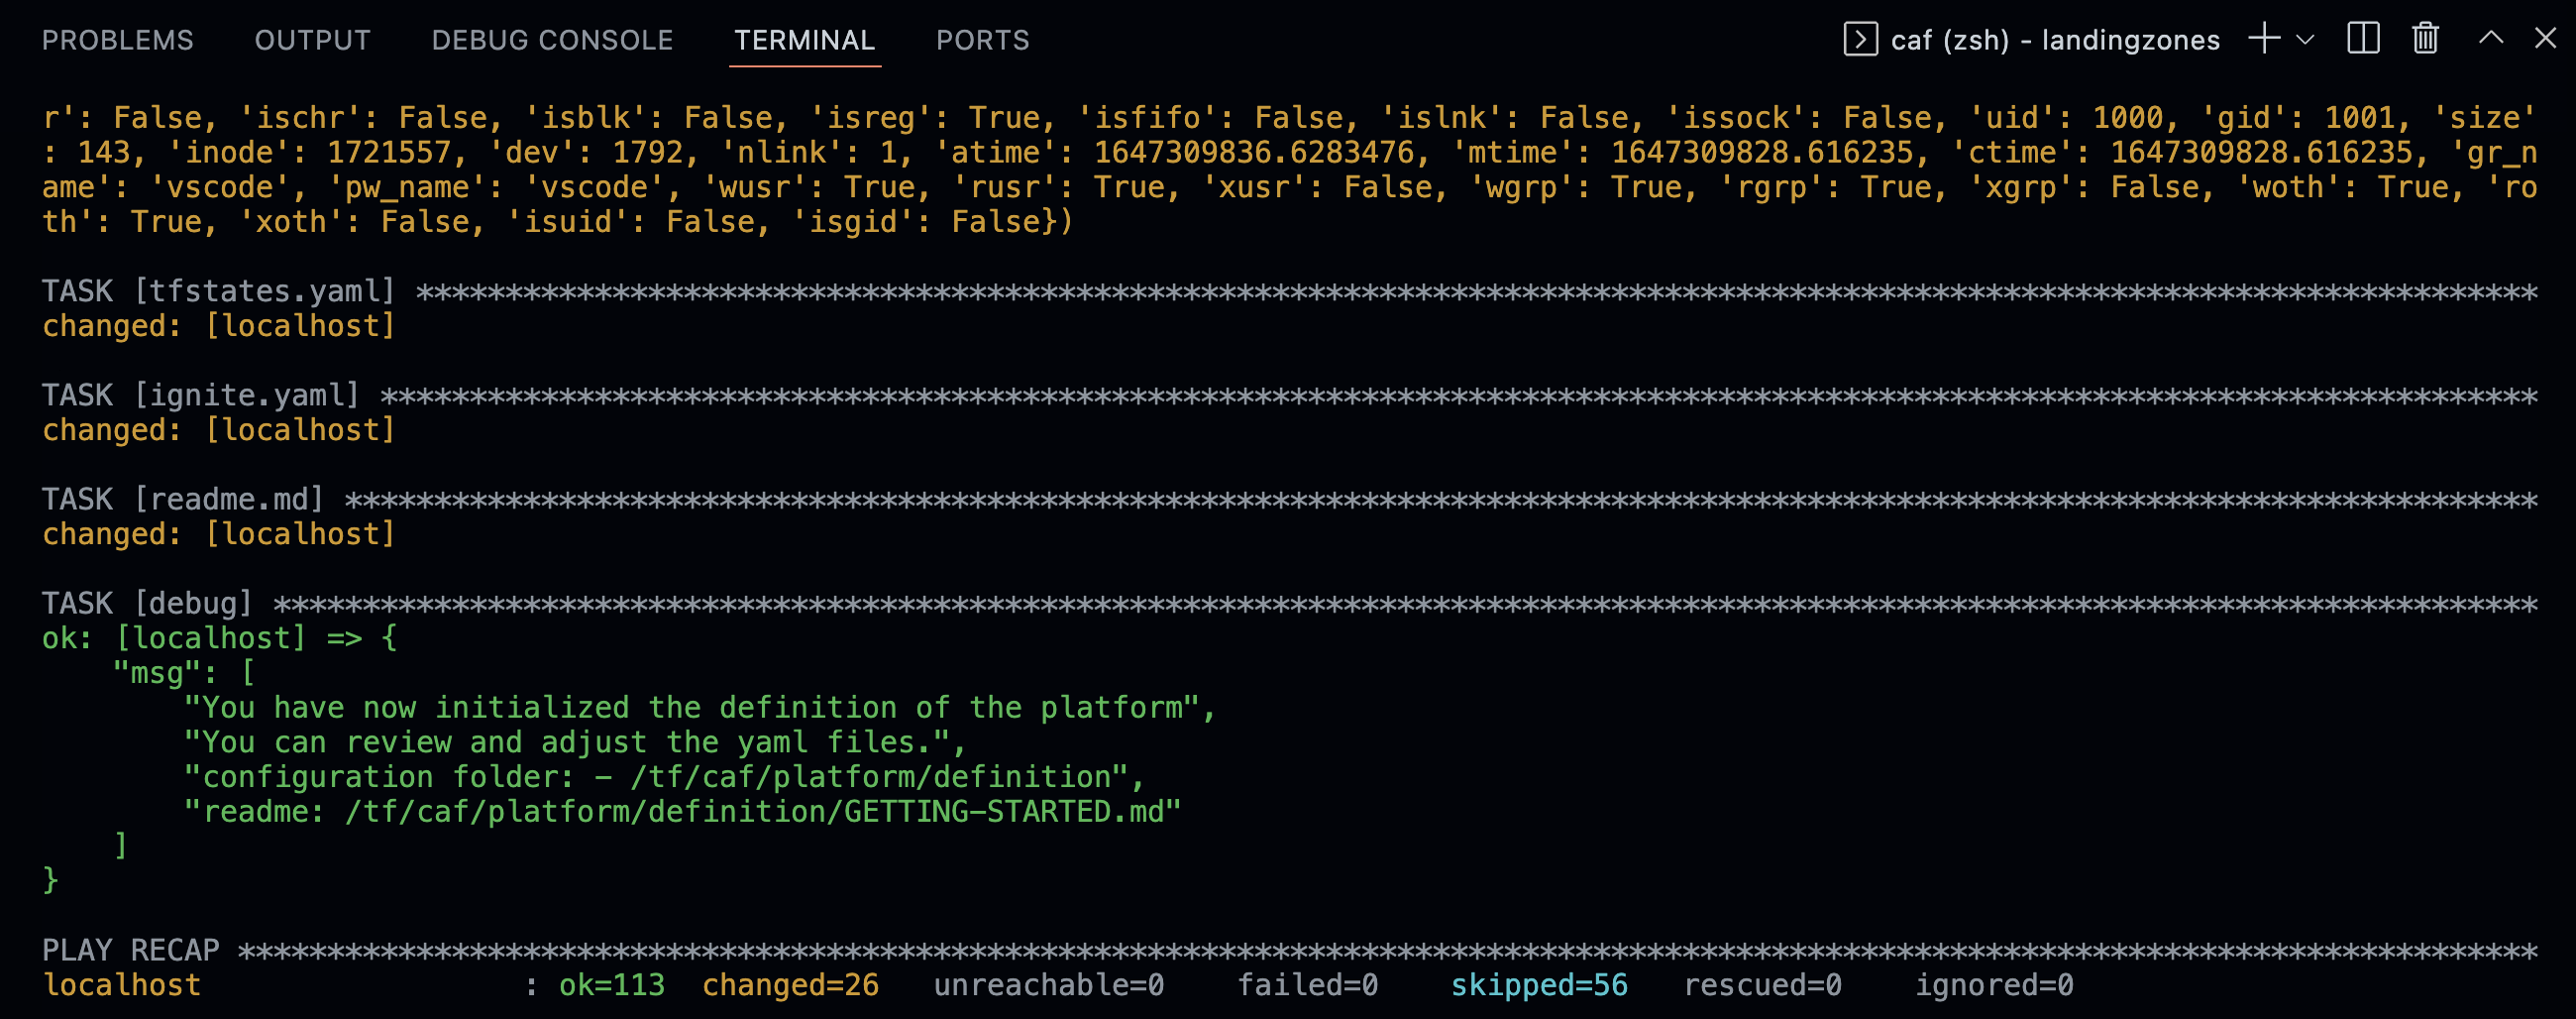 PROBLEMS OUTPUT DEBUG CONSOLE TERMINAL PORTS caf (zsh) - landingzones
r': False, 'ischr': False, 'isblk': False, 'isreg': True, 'isfifo': False, 'islnk': False, 'issock': False, 'uid': 1000, 'gid': 1001, 'size'
: 143, 'inode': 1721557, 'dev': 1792, 'nlink': 1, 'atime': 1647309836.6283476, 'mtime': 1647309828.616235, 'ctime': 1647309828.616235, 'gr_n
ame': 'vscode', 'pw_name': 'vscode', 'wusr': True, 'rusr': True, 'xusr': False, 'wgrp': True, 'rgrp': True, 'xgrp': False, 'woth': True, 'ro
th': True, 'xoth': False, 'isuid': False, 'isgid': False})
TASK [tfstates.yaml] ***********************************************************************************************************************
changed: [localhost]
TASK [ignite.yaml] *************************************************************************************************************************
changed: [localhost]
TASK [readme.md] ***************************************************************************************************************************
changed: [localhost]
TASK [debug] *******************************************************************************************************************************
ok: [localhost] => {
    "msg": [
        "You have now initialized the definition of the platform",
        "You can review and adjust the yaml files.",
        "configuration folder: - /tf/caf/platform/definition",
        "readme: /tf/caf/platform/definition/GETTING-STARTED.md"
    ]
}
PLAY RECAP *********************************************************************************************************************************
localhost                  : ok=113  changed=26   unreachable=0    failed=0    skipped=56   rescued=0    ignored=0